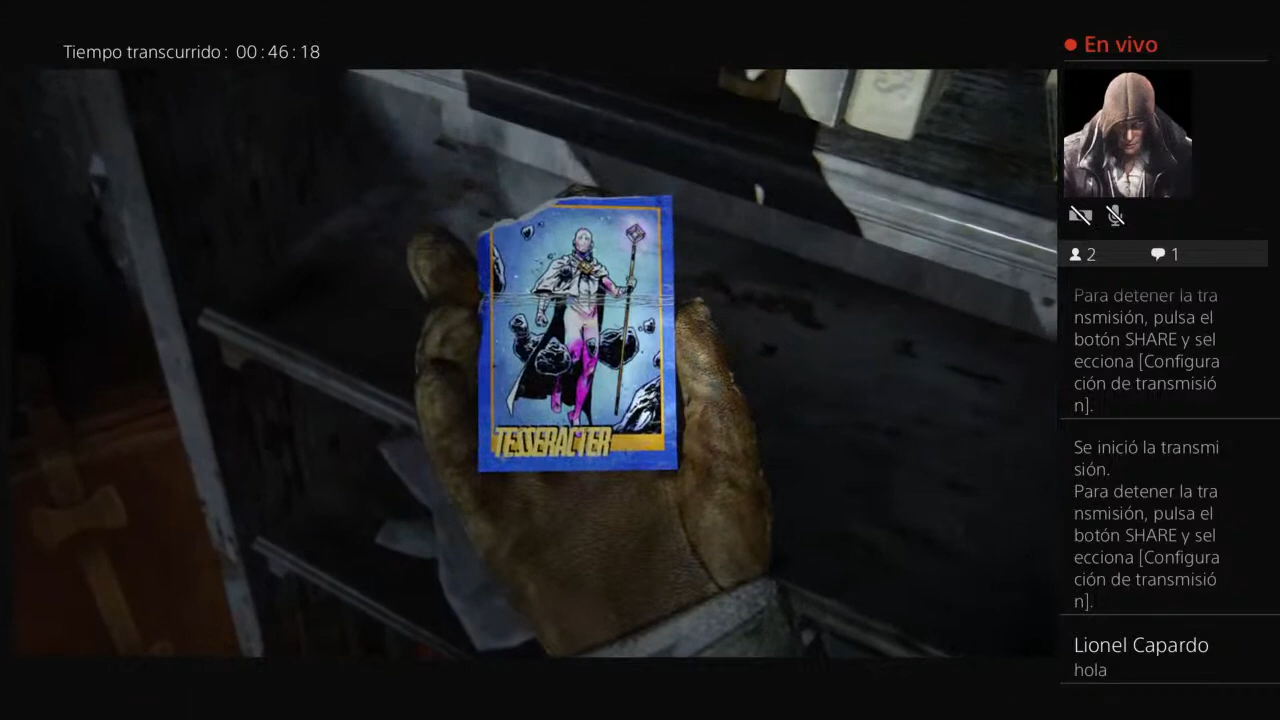 Tiempo transcurrido: 00:46:18
En vivo
2
1
Para detener la tra
nsmisión, pulsa el
botón SHARE y sel
ecciona [Configura
ción de transmisió
n].
Se inició la transmi
sión.
Para detener la tra
nsmisión, pulsa el
botón SHARE y sel
ecciona [Configura
ción de transmisió
n].
Lionel Capardo
hola
TESSERACTER